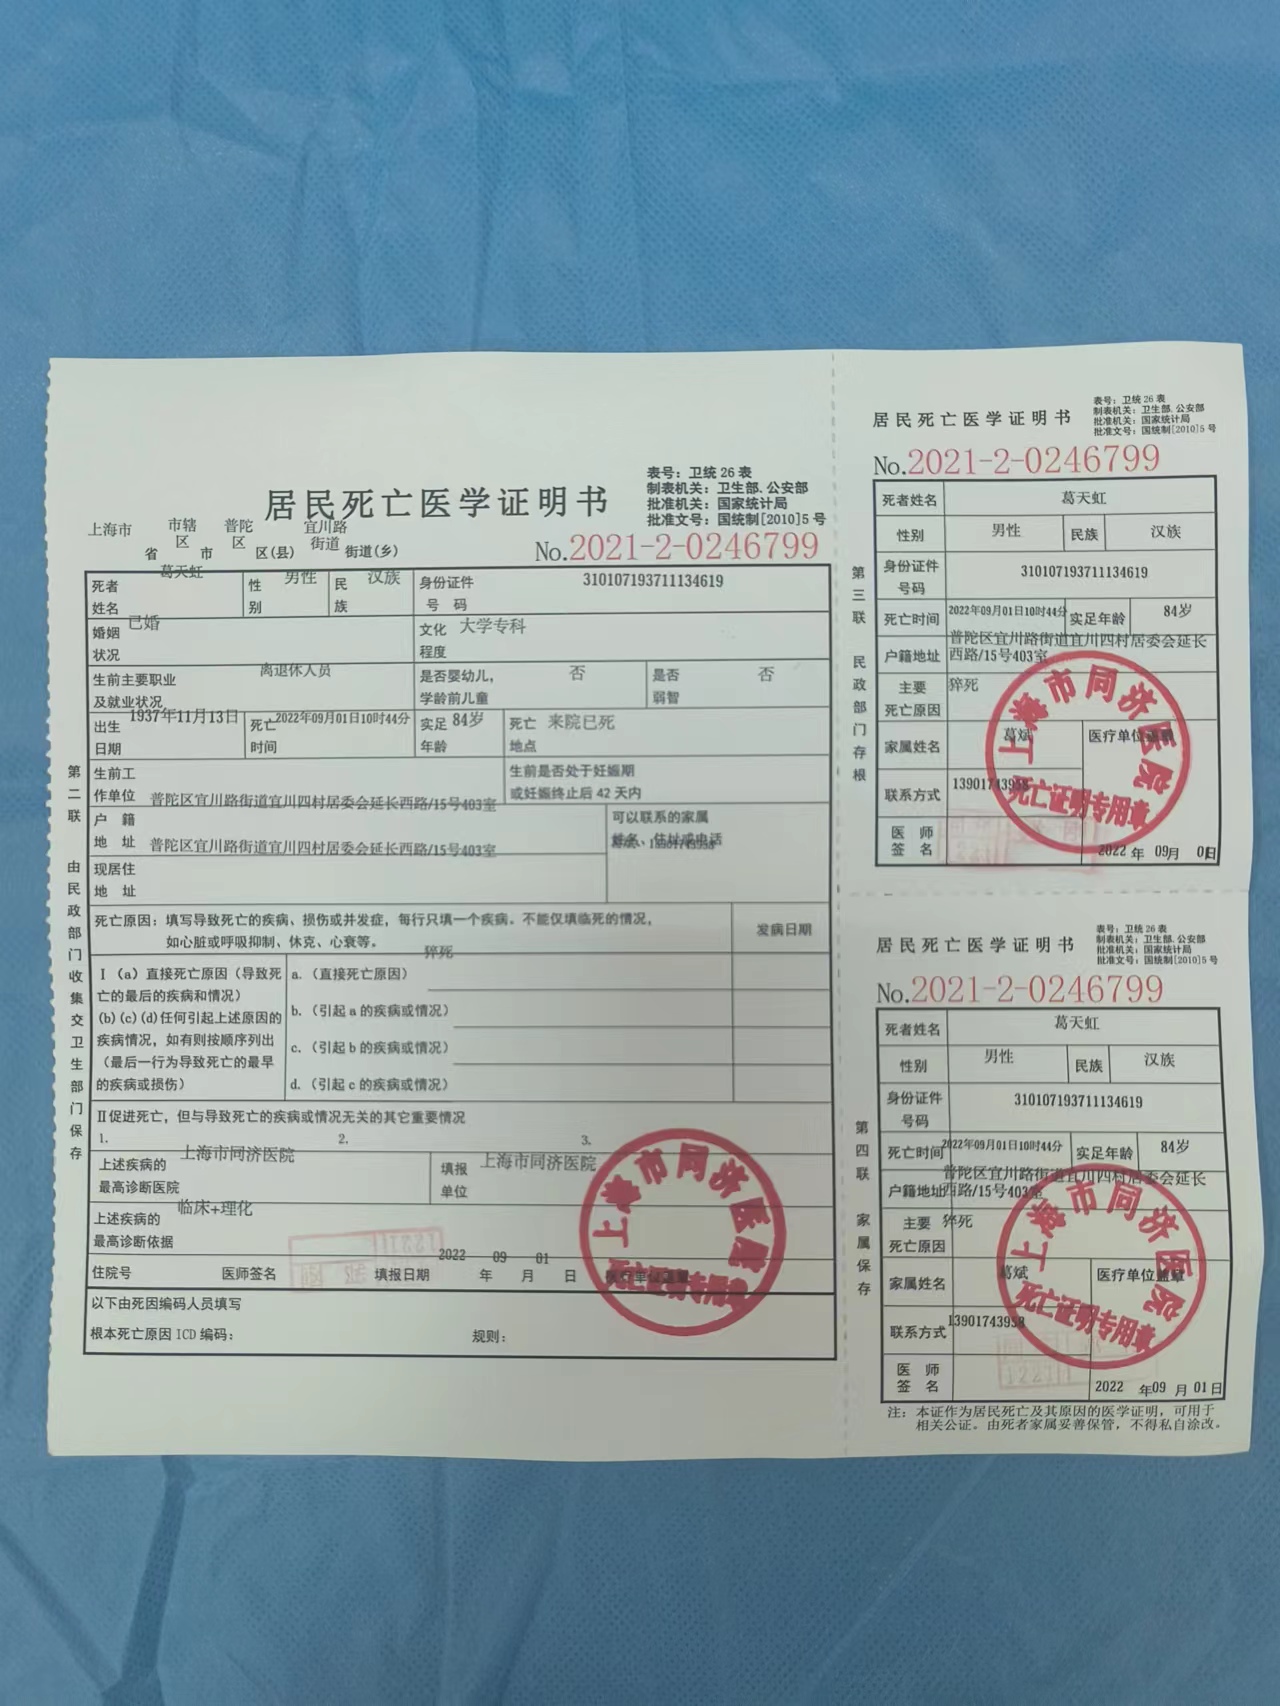 居民死亡医学证明书
表号：卫统26表
制表机关：卫生部.公安部
批准机关：国家统计局
批准文号：国统制[2010]5号
上海市 市辖区 普陀区 宜川路街道
省 市 区(县) 街道(乡)
No.2021-2-0246799
死者姓名 葛天虹 性别 男性 民族 汉族 身份证件号码 310107193711134619
婚姻状况 已婚 文化程度 大学专科
生前主要职业及就业状况 离退休人员 是否婴幼儿，学龄前儿童 否 是否弱智 否
出生日期 1937年11月13日 死亡时间 2022年09月01日10时44分 实足年龄 84岁 死亡地点 来院已死
生前工作单位 生前是否处于妊娠期或妊娠终止后42天内
户籍地址 普陀区宜川路街道宜川四村居委会延长西路/15号403室 可以联系的家属姓名、住址或电话
现居住地址 普陀区宜川路街道宜川四村居委会延长西路/15号403室
死亡原因：填写导致死亡的疾病、损伤或并发症，每行只填一个疾病。不能仅填临死的情况，
如心脏或呼吸抑制、休克、心衰等。
发病日期
I（a）直接死亡原因（导致死
亡的最后的疾病和情况）
(b)(c)(d)任何引起上述原因的
疾病情况，如有则按顺序列出
（最后一行为导致死亡的最早
的疾病或损伤）
a.（直接死亡原因） 猝死
b.（引起a的疾病或情况）
c.（引起b的疾病或情况）
d.（引起c的疾病或情况）
II促进死亡，但与导致死亡的疾病或情况无关的其它重要情况
1. 2. 3.
上述疾病的最高诊断医院 上海市同济医院 填报单位 上海市同济医院
上述疾病的最高诊断依据 临床+理化
住院号 医师签名 填报日期 2022年09月01日 医疗单位盖章
上海市同济医院
死亡证明专用章
以下由死因编码人员填写
根本死亡原因ICD编码： 规则：
第二联 由民政部门收集交卫生部门保存
居民死亡医学证明书
表号：卫统26表
制表机关：卫生部.公安部
批准机关：国家统计局
批准文号：国统制[2010]5号
No.2021-2-0246799
死者姓名 葛天虹
性别 男性 民族 汉族
身份证件号码 310107193711134619
死亡时间 2022年09月01日10时44分 实足年龄 84岁
户籍地址 普陀区宜川路街道宜川四村居委会延长
西路/15号403室
主要死亡原因 猝死
家属姓名 葛斌 医疗单位盖章
联系方式 13901743958
医师签名
2022年09月01日
上海市同济医院
死亡证明专用章
第三联 民政部门存根
居民死亡医学证明书
表号：卫统26表
制表机关：卫生部.公安部
批准机关：国家统计局
批准文号：国统制[2010]5号
No.2021-2-0246799
死者姓名 葛天虹
性别 男性 民族 汉族
身份证件号码 310107193711134619
死亡时间 2022年09月01日10时44分 实足年龄 84岁
户籍地址 普陀区宜川路街道宜川四村居委会延长
西路/15号403室
主要死亡原因 猝死
家属姓名 葛斌 医疗单位盖章
联系方式 13901743958
医师签名
2022年09月01日
上海市同济医院
死亡证明专用章
第四联 家属保存
注：本证作为居民死亡及其原因的医学证明，可用于
相关公证。由死者家属妥善保管，不得私自涂改。